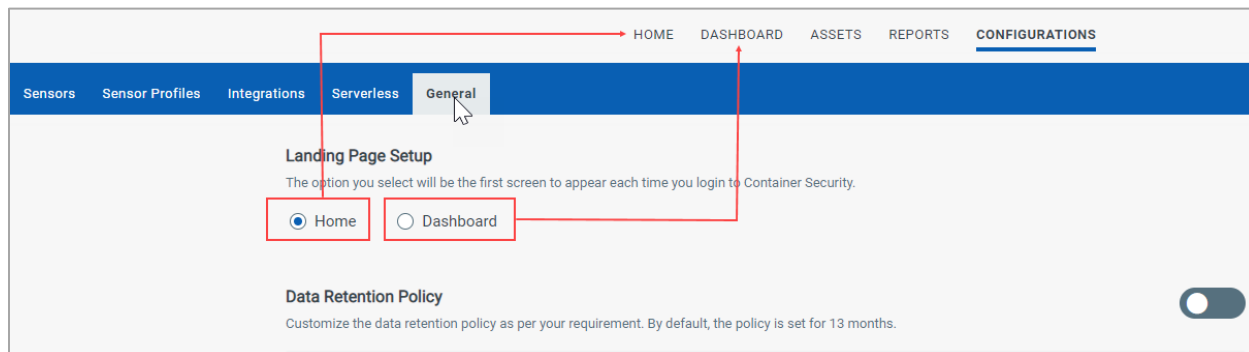 HOME DASHBOARD ASSETS REPORTS CONFIGURATIONS
Sensors Sensor Profiles Integrations Serverless General
Landing Page Setup
The option you select will be the first screen to appear each time you login to Container Security.
Home Dashboard
Data Retention Policy
Customize the data retention policy as per your requirement. By default, the policy is set for 13 months.